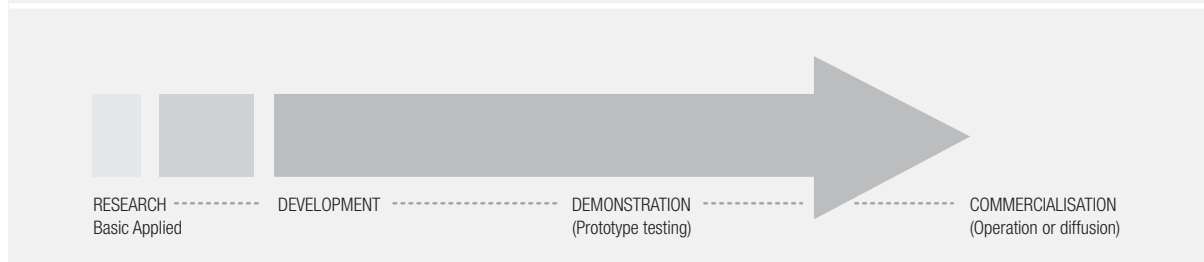 RESEARCH DEVELOPMENT DEMONSTRATION COMMERCIALISATION
Basic Applied (Prototype testing) (Operation or diffusion)